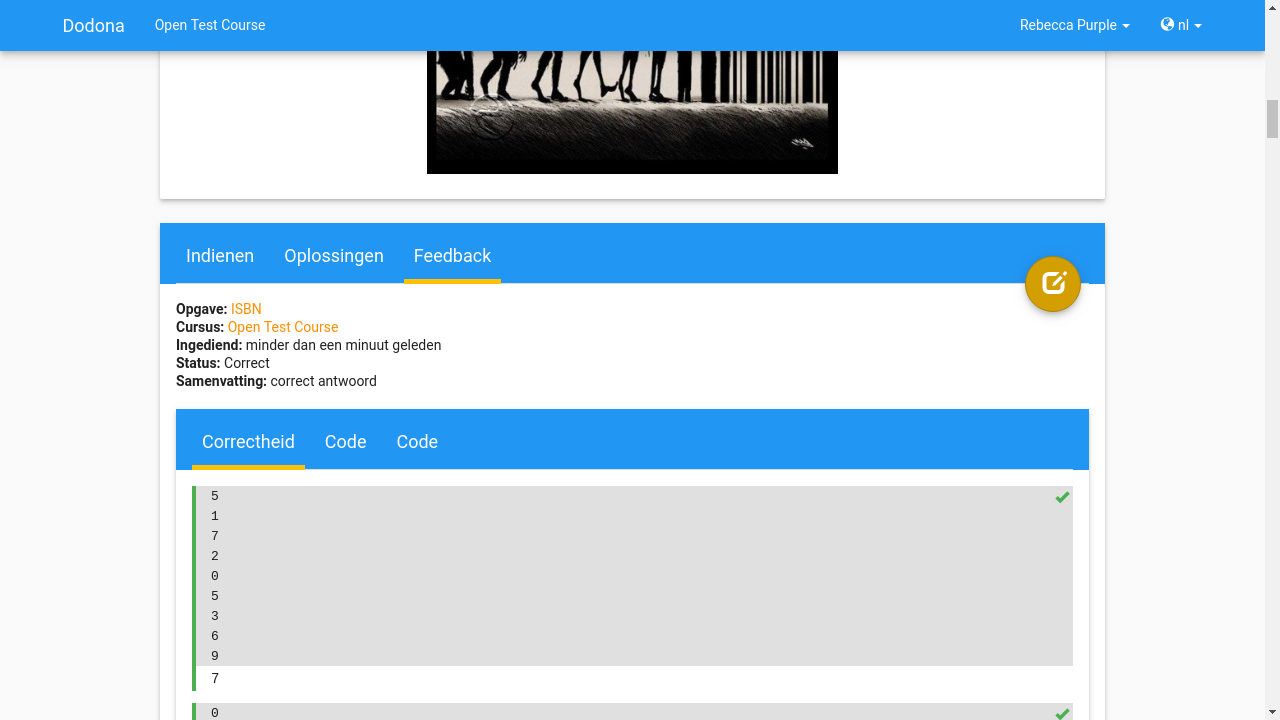 Dodona Open Test Course Rebecca Purple nl
Indienen Oplossingen Feedback
Opgave: ISBN
Cursus: Open Test Course
Ingediend: minder dan een minuut geleden
Status: Correct
Samenvatting: correct antwoord
Correctheid Code Code
5
1
7
2
0
5
3
6
9
7
0